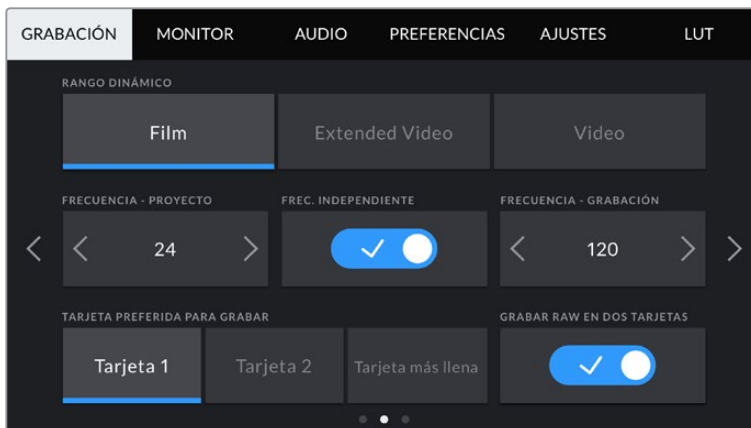 GRABACIÓN MONITOR AUDIO PREFERENCIAS AJUSTES LUT
RANGO DINÁMICO
Film Extended Video Video
FRECUENCIA - PROYECTO FREC. INDEPENDIENTE FRECUENCIA - GRABACIÓN
24 120
TARJETA PREFERIDA PARA GRABAR GRABAR RAW EN DOS TARJETAS
Tarjeta 1 Tarjeta 2 Tarjeta más llena